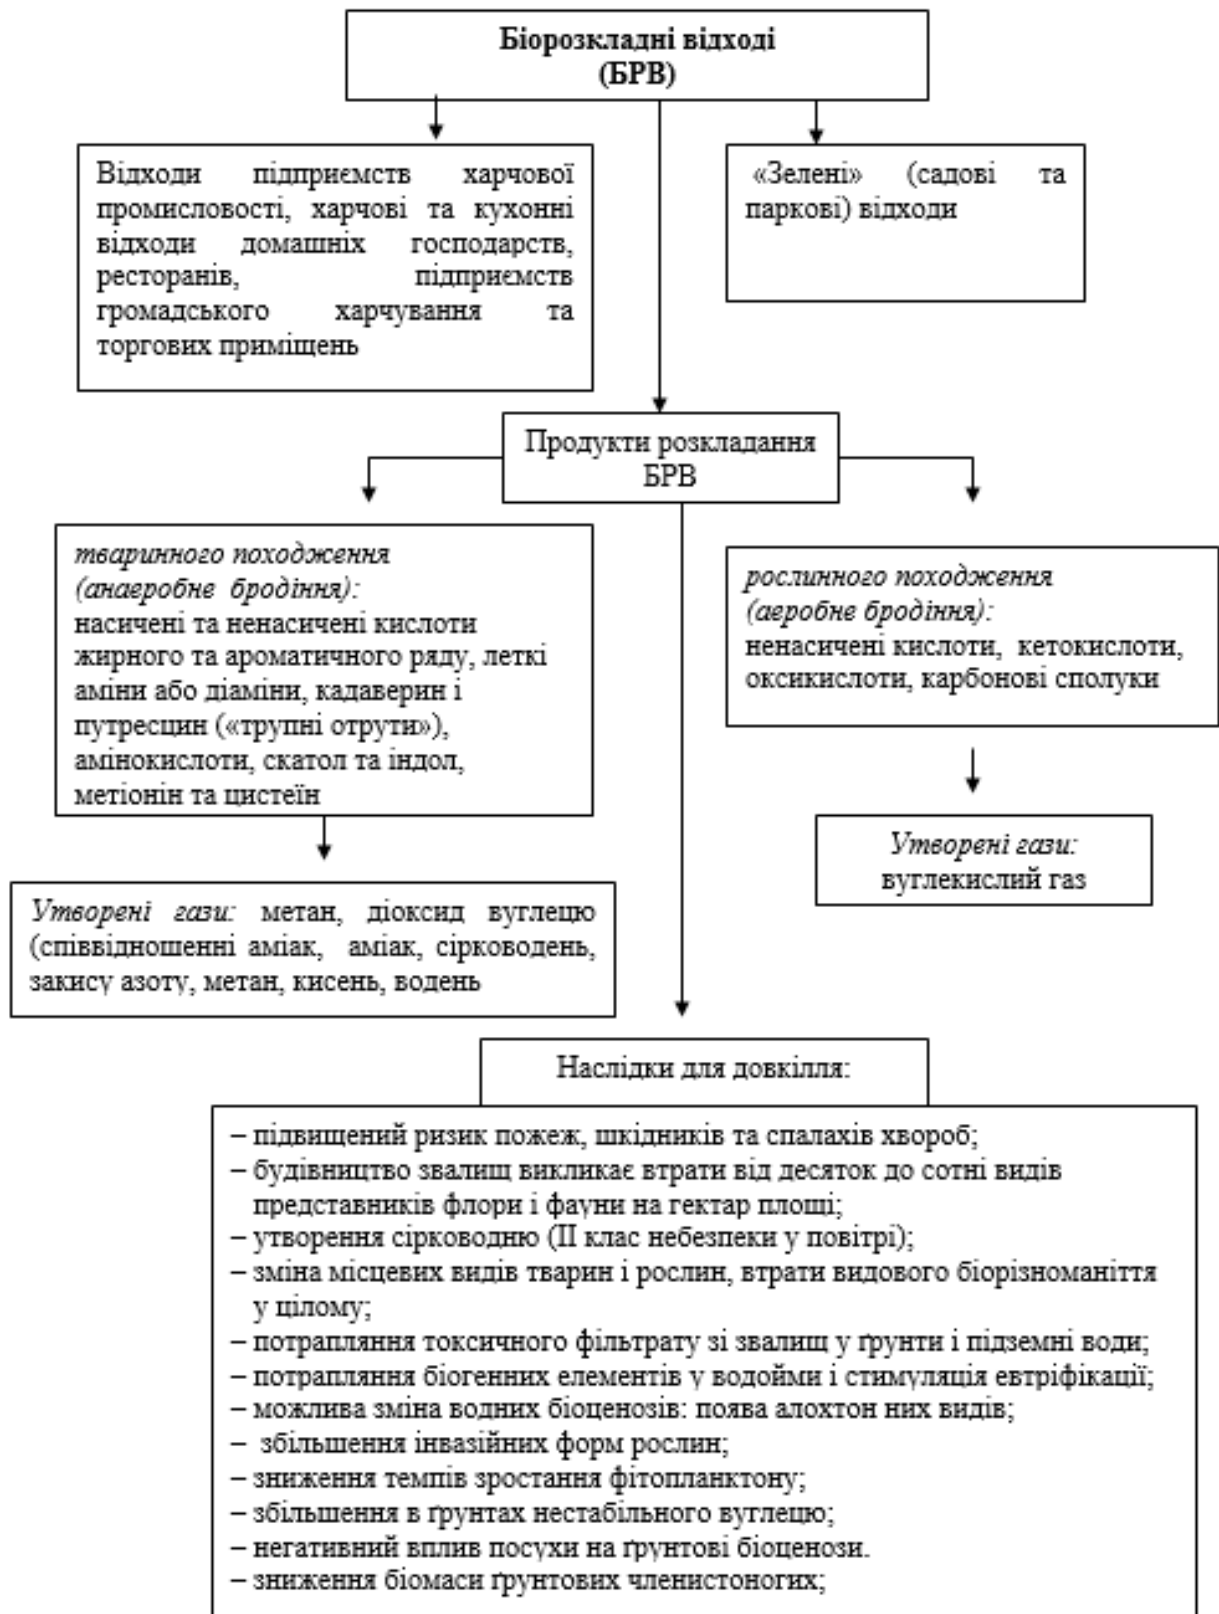 Біорозкладні відході
(БРВ)
Відходи підприємств харчової
промисловості, харчові та кухонні
відходи домашніх господарств,
ресторанів, підприємств
громадського харчування та
торгових приміщень
«Зелені» (садові та
паркові) відходи
Продукти розкладання
БРВ
тваринного походження
(анаеробне бродіння):
насичені та ненасичені кислоти
жирного та ароматичного ряду, леткі
аміни або діаміни, кадаверин і
путресцин («трупні отрути»),
амінокислоти, скатол та індол,
метіонін та цистеїн
рослинного походження
(аеробне бродіння):
ненасичені кислоти, кетокислоти,
оксикислоти, карбонові сполуки
Утворені гази:
вуглекислий газ
Утворені гази: метан, діоксид вуглецю
(співвідношенні аміак, аміак, сірководень,
закису азоту, метан, кисень, водень
Наслідки для довкілля:
– підвищений ризик пожеж, шкідників та спалахів хвороб;
– будівництво звалищ викликає втрати від десяток до сотні видів
представників флори і фауни на гектар площі;
– утворення сірководню (ІІ клас небезпеки у повітрі);
– зміна місцевих видів тварин і рослин, втрати видового біорізноманіття
у цілому;
– потрапляння токсичного фільтрату зі звалищ у ґрунти і підземні води;
– потрапляння біогенних елементів у водойми і стимуляція евтріфікації;
– можлива зміна водних біоценозів: поява алохтон них видів;
– збільшення інвазійних форм рослин;
– зниження темпів зростання фітопланктону;
– збільшення в ґрунтах нестабільного вуглецю;
– негативний вплив посухи на ґрунтові біоценози.
– зниження біомаси ґрунтових членистоногих;